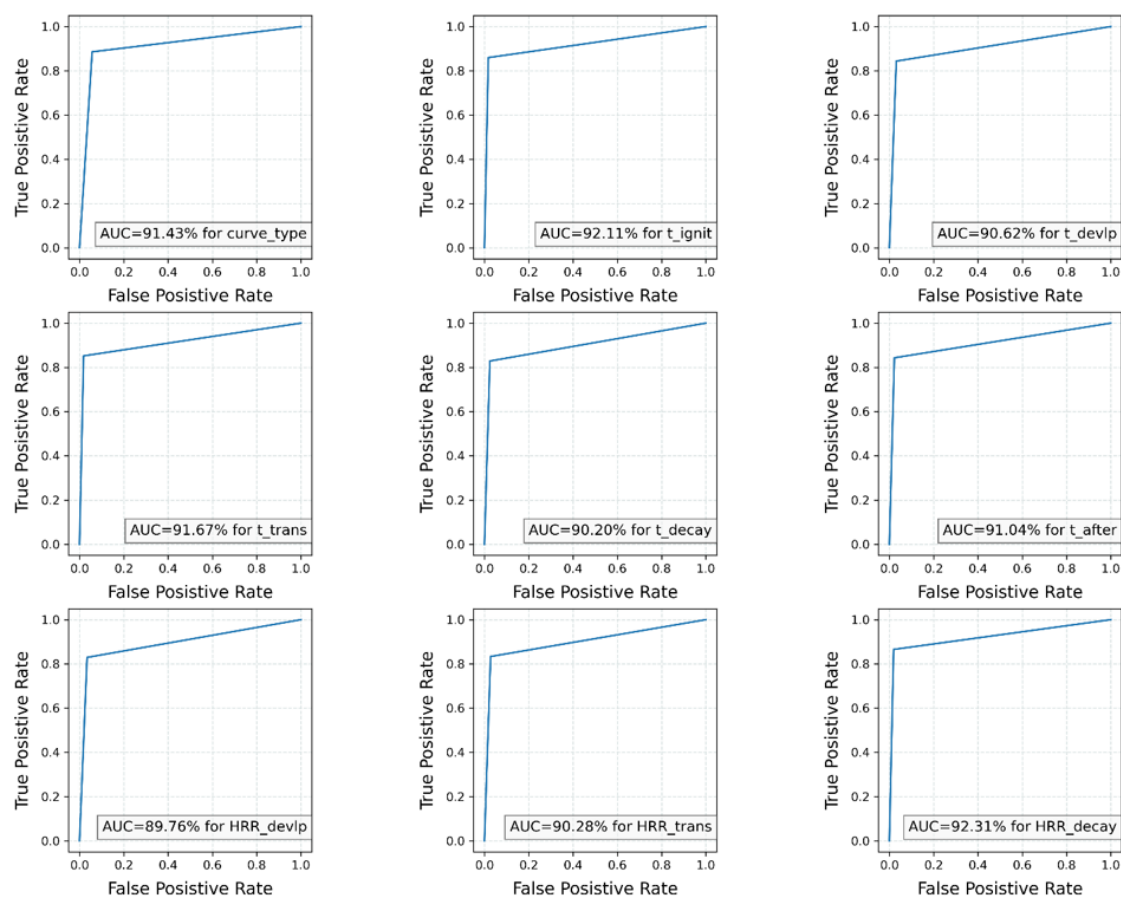 1.0
0.8
0.6
0.4
0.2
0.0
True Posistive Rate
AUC=91.43% for curve_type
0.0 0.2 0.4 0.6 0.8 1.0
False Posistive Rate
1.0
0.8
0.6
0.4
0.2
0.0
True Posistive Rate
AUC=92.11% for t_ignit
0.0 0.2 0.4 0.6 0.8 1.0
False Posistive Rate
1.0
0.8
0.6
0.4
0.2
0.0
True Posistive Rate
AUC=90.62% for t_devlp
0.0 0.2 0.4 0.6 0.8 1.0
False Posistive Rate
1.0
0.8
0.6
0.4
0.2
0.0
True Posistive Rate
AUC=91.67% for t_trans
0.0 0.2 0.4 0.6 0.8 1.0
False Posistive Rate
1.0
0.8
0.6
0.4
0.2
0.0
True Posistive Rate
AUC=90.20% for t_decay
0.0 0.2 0.4 0.6 0.8 1.0
False Posistive Rate
1.0
0.8
0.6
0.4
0.2
0.0
True Posistive Rate
AUC=91.04% for t_after
0.0 0.2 0.4 0.6 0.8 1.0
False Posistive Rate
1.0
0.8
0.6
0.4
0.2
0.0
True Posistive Rate
AUC=89.76% for HRR_devlp
0.0 0.2 0.4 0.6 0.8 1.0
False Posistive Rate
1.0
0.8
0.6
0.4
0.2
0.0
True Posistive Rate
AUC=90.28% for HRR_trans
0.0 0.2 0.4 0.6 0.8 1.0
False Posistive Rate
1.0
0.8
0.6
0.4
0.2
0.0
True Posistive Rate
AUC=92.31% for HRR_decay
0.0 0.2 0.4 0.6 0.8 1.0
False Posistive Rate